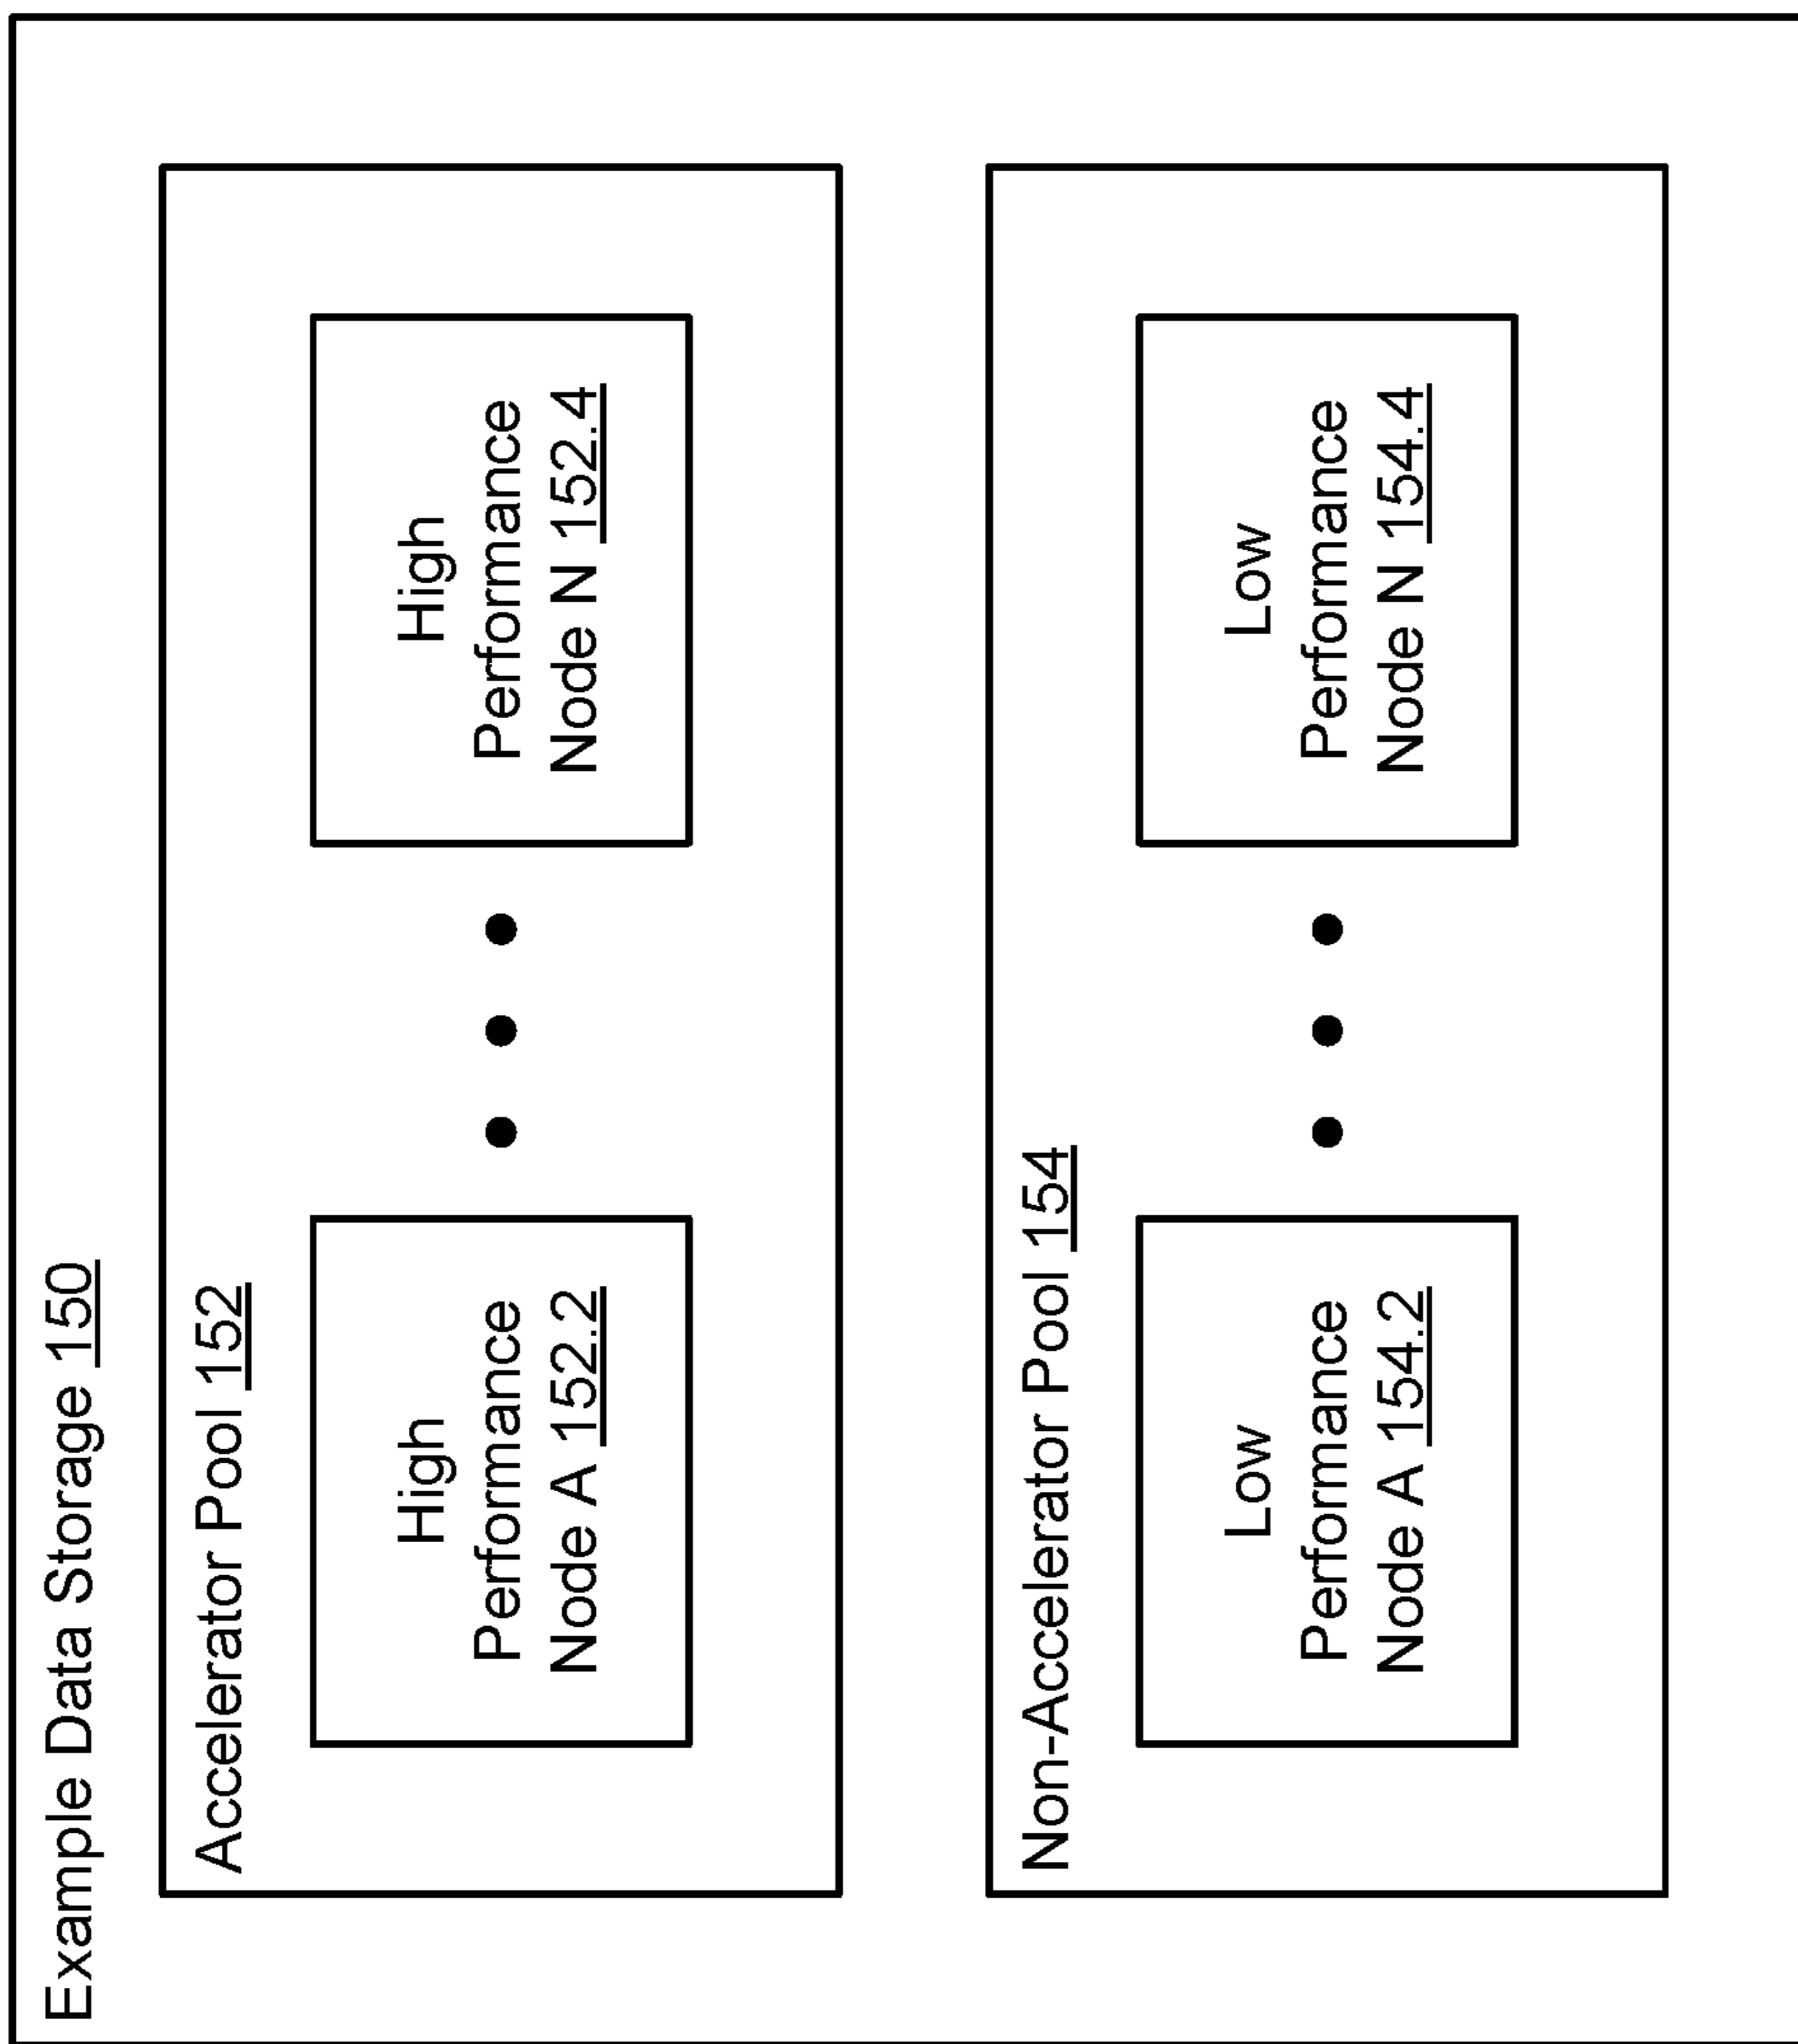 Example Data Storage 150
Accelerator Pool 152
High
Performance
Node A 152.2
High
Performance
Node N 152.4
Non-Accelerator Pool 154
Low
Performance
Node A 154.2
Low
Performance
Node N 154.4